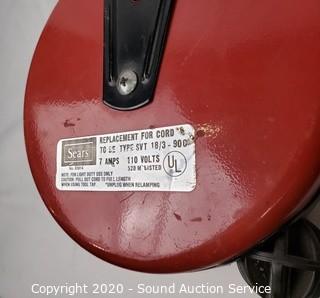 Sears
REPLACEMENT FOR CORD
TO BE TYPE SVT 18/3 - 90C
7 AMPS 110 VOLTS
UL
LISTED
NOTE: FOR LIGHT DUTY USE ONLY
CAUTION: PULL OUT CORD TO FULL LENGTH
WHEN USING TOOL TAP. "UNPLUG WHEN RELAMPING
Copyright © 2020 - Sound Auction Service